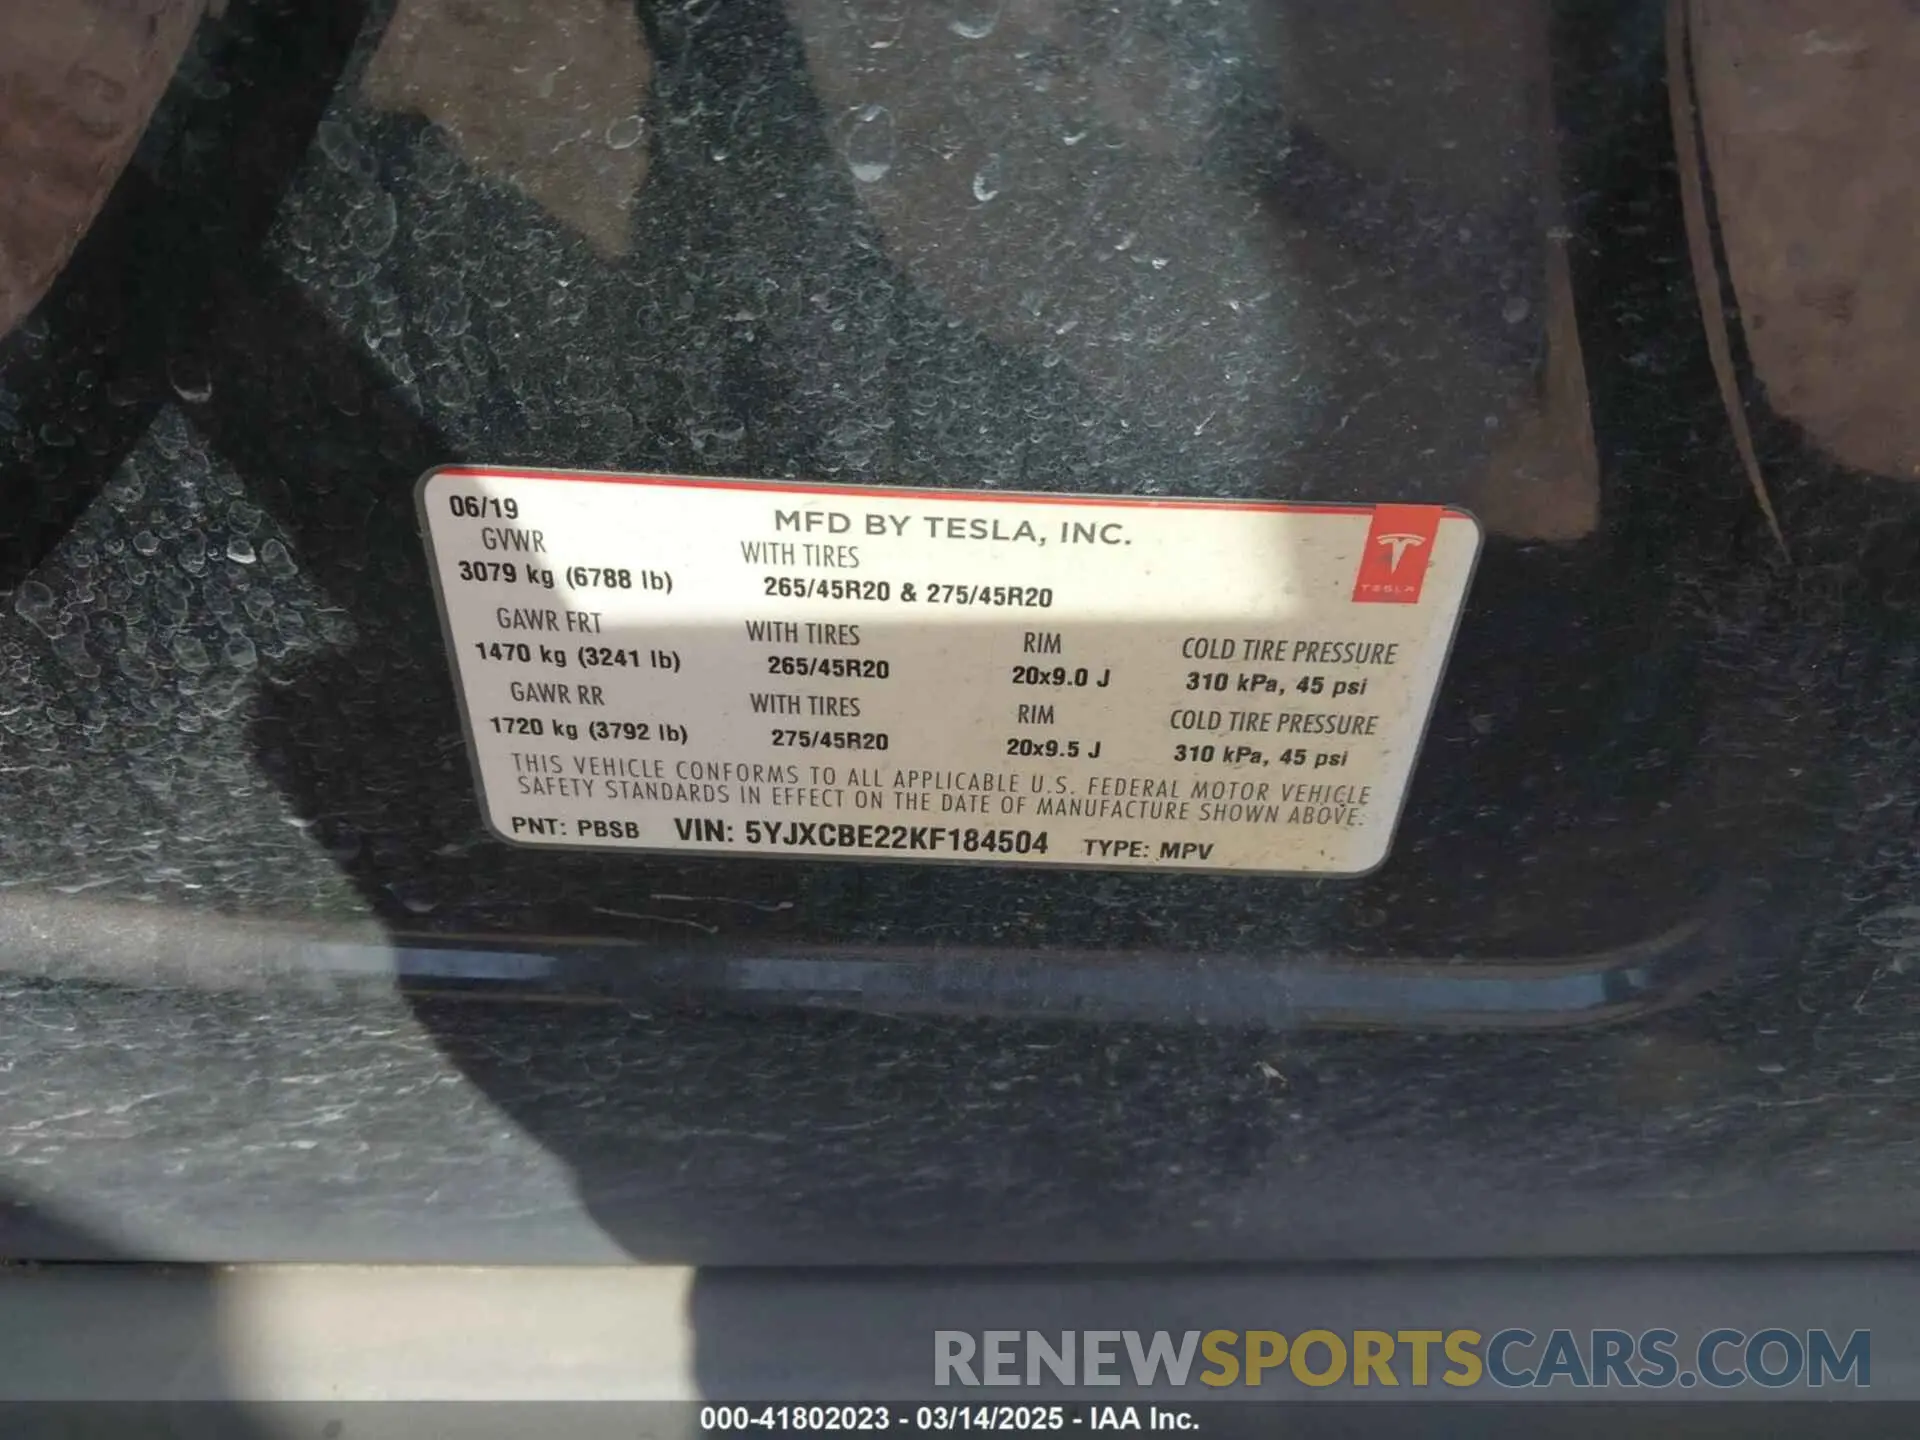 06/19 MFD BY TESLA, INC.
GVWR WITH TIRES
3079 kg (6788 lb) 265/45R20 & 275/45R20
TESLA
GAWR FRT WITH TIRES RIM COLD TIRE PRESSURE
1470 kg (3241 lb) 265/45R20 20x9.0 J 310 kPa, 45 psi
GAWR RR WITH TIRES RIM COLD TIRE PRESSURE
1720 kg (3792 lb) 275/45R20 20x9.5 J 310 kPa, 45 psi
THIS VEHICLE CONFORMS TO ALL APPLICABLE U.S. FEDERAL MOTOR VEHICLE
SAFETY STANDARDS IN EFFECT ON THE DATE OF MANUFACTURE SHOWN ABOVE.
PNT: PBSB VIN: 5YJXCBE22KF184504 TYPE: MPV
RENEWSPORTSCARS.COM
000-41802023 - 03/14/2025 - IAA Inc.